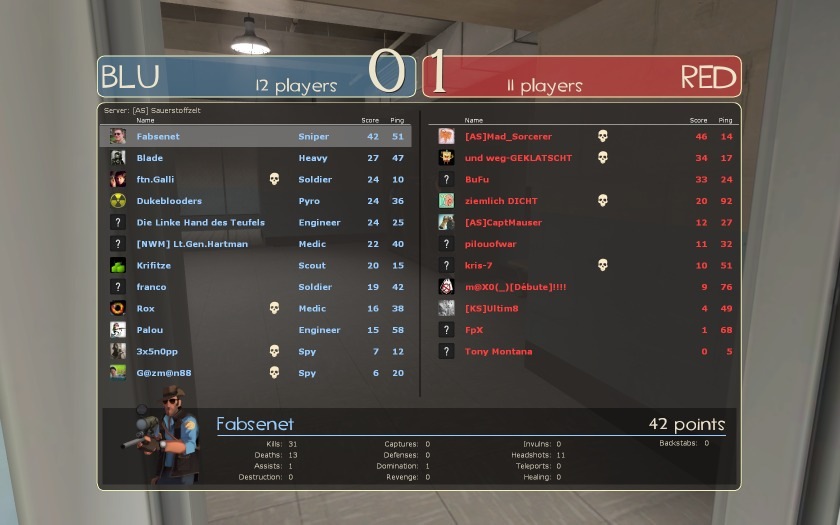 BLU 12 players 0 1 11 players RED
Server: [AS] Sauerstoffzelt
Name Score Ping Name Score Ping
Fabsenet Sniper 42 51 [AS]Mad_Sorcerer 46 14
Blade Heavy 27 47 und weg-GEKLATSCHT 34 17
ftn.Galli Soldier 24 10 ? BuFu 33 24
Dukeblooders Pyro 24 36 ziemlich DICHT 20 92
? Die Linke Hand des Teufels Engineer 24 25 [AS]CaptMauser 12 27
? [NWM] Lt.Gen.Hartman Medic 22 40 ? pilouofwar 11 32
Krifitze Scout 20 15 ? kris-7 10 51
? franco Soldier 19 42 m@X0(_)[Débute]!!!! 9 76
Rox Medic 16 38 [KS]Ultim8 4 49
Palou Engineer 15 58 ? FpX 1 68
3x5n0pp Spy 7 12 ? Tony Montana 0 5
G@zm@n88 Spy 6 20
Fabsenet 42 points
Kills: 31 Captures: 0 Invulns: 0 Backstabs: 0
Deaths: 13 Defenses: 0 Headshots: 11
Assists: 1 Domination: 1 Teleports: 0
Destruction: 0 Revenge: 0 Healing: 0